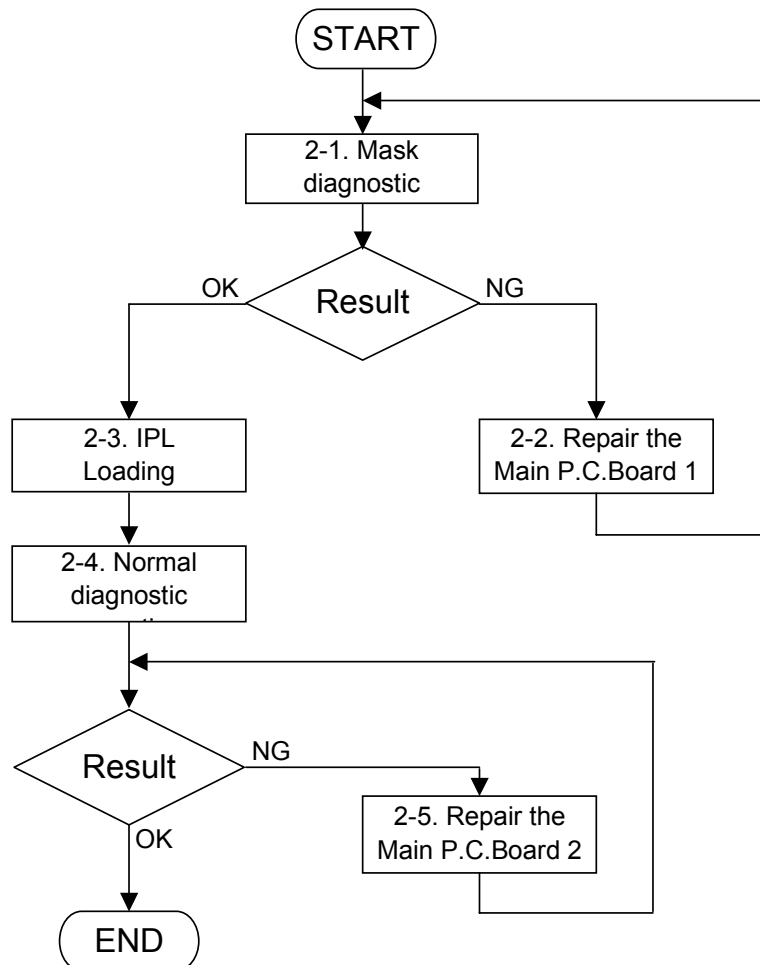 START
2-1. Mask
diagnostic
Result
OK
NG
2-3. IPL
Loading
2-2. Repair the
Main P.C.Board 1
2-4. Normal
diagnostic
Result
NG
OK
2-5. Repair the
Main P.C.Board 2
END